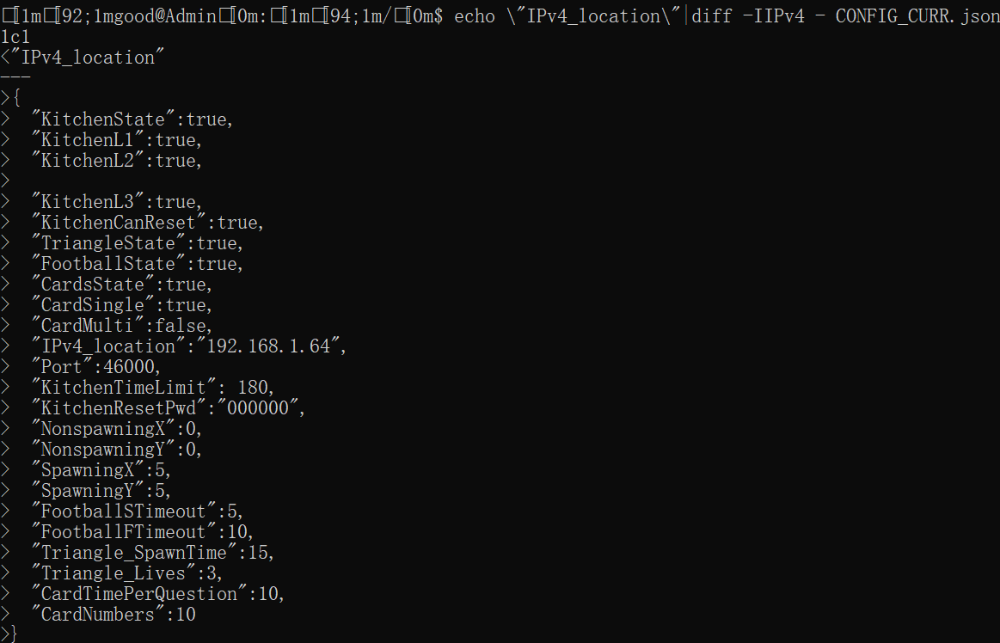 □[1m□[92;1mgood@Admin□[0m:□[1m□[94;1m/□[0m$ echo \"IPv4_location\"|diff -IIPv4 - CONFIG_CURR.json
1c1
<"IPv4_location"
---
>{
>  "KitchenState":true,
>  "KitchenL1":true,
>  "KitchenL2":true,
>
>  "KitchenL3":true,
>  "KitchenCanReset":true,
>  "TriangleState":true,
>  "FootballState":true,
>  "CardsState":true,
>  "CardSingle":true,
>  "CardMulti":false,
>  "IPv4_location":"192.168.1.64",
>  "Port":46000,
>  "KitchenTimeLimit": 180,
>  "KitchenResetPwd":"000000",
>  "NonspawningX":0,
>  "NonspawningY":0,
>  "SpawningX":5,
>  "SpawningY":5,
>  "FootballSTimeout":5,
>  "FootballFTimeout":10,
>  "Triangle_SpawnTime":15,
>  "Triangle_Lives":3,
>  "CardTimePerQuestion":10,
>  "CardNumbers":10
>}